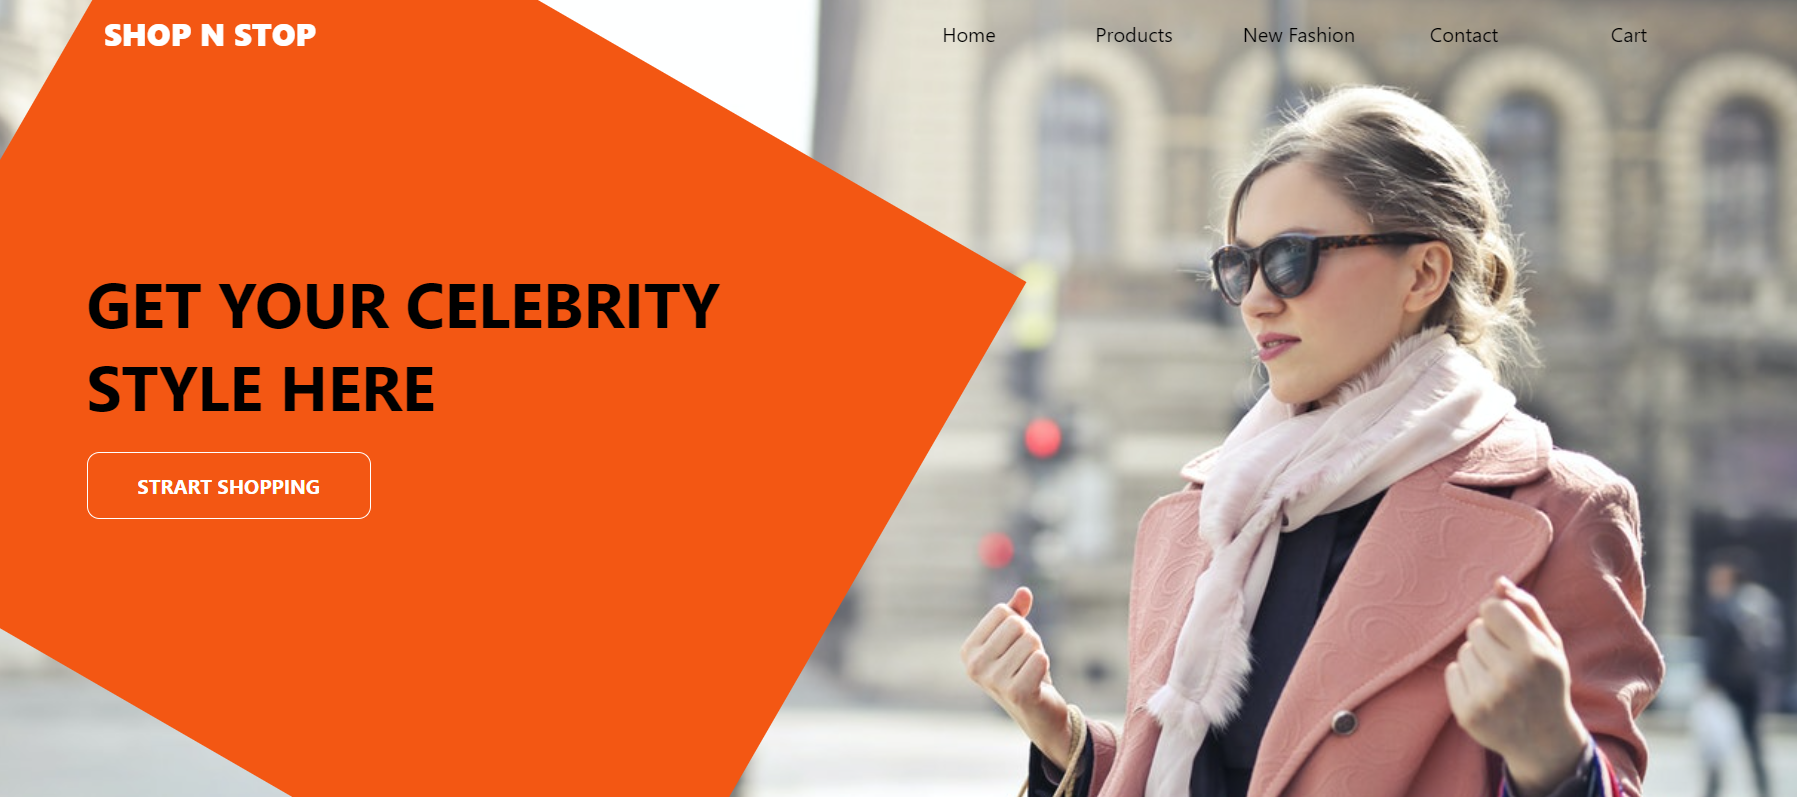 SHOP N STOP
Home Products New Fashion Contact Cart
GET YOUR CELEBRITY
STYLE HERE
STRART SHOPPING